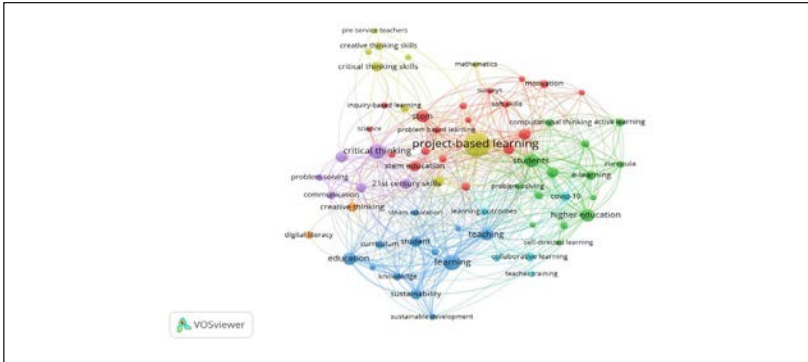 pre service teachers
creative thinking skills
critical thinking skills
mathematics
motivation
surveys
inquiry-based learning
stem
soft skills
science
problem based learning
computational thinking
active learning
project-based learning
critical thinking
students
stem education
curricula
e-learning
problem-solving
21st century skills
problem solving
communication
covid-19
creative thinking
steam education
learning outcomes
higher education
digital literacy
teaching
curriculum
student
self-directed learning
education
learning
collaborative learning
knowledge
teacher training
sustainability
sustainable development
VOSviewer